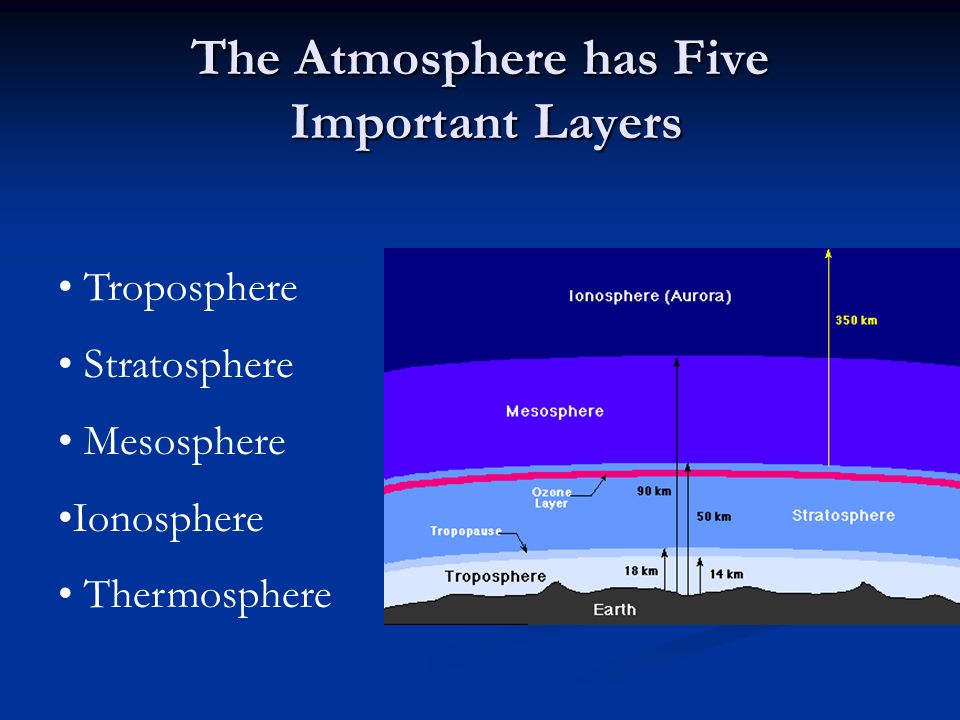 The Atmosphere has Five
Important Layers
• Troposphere
• Stratosphere
• Mesosphere
•Ionosphere
• Thermosphere
Ionosphere (Aurora)
350 km
Mesosphere
Ozone
Layer
90 km
50 km
Stratosphere
Tropopause
Troposphere
18 km
14 km
Earth